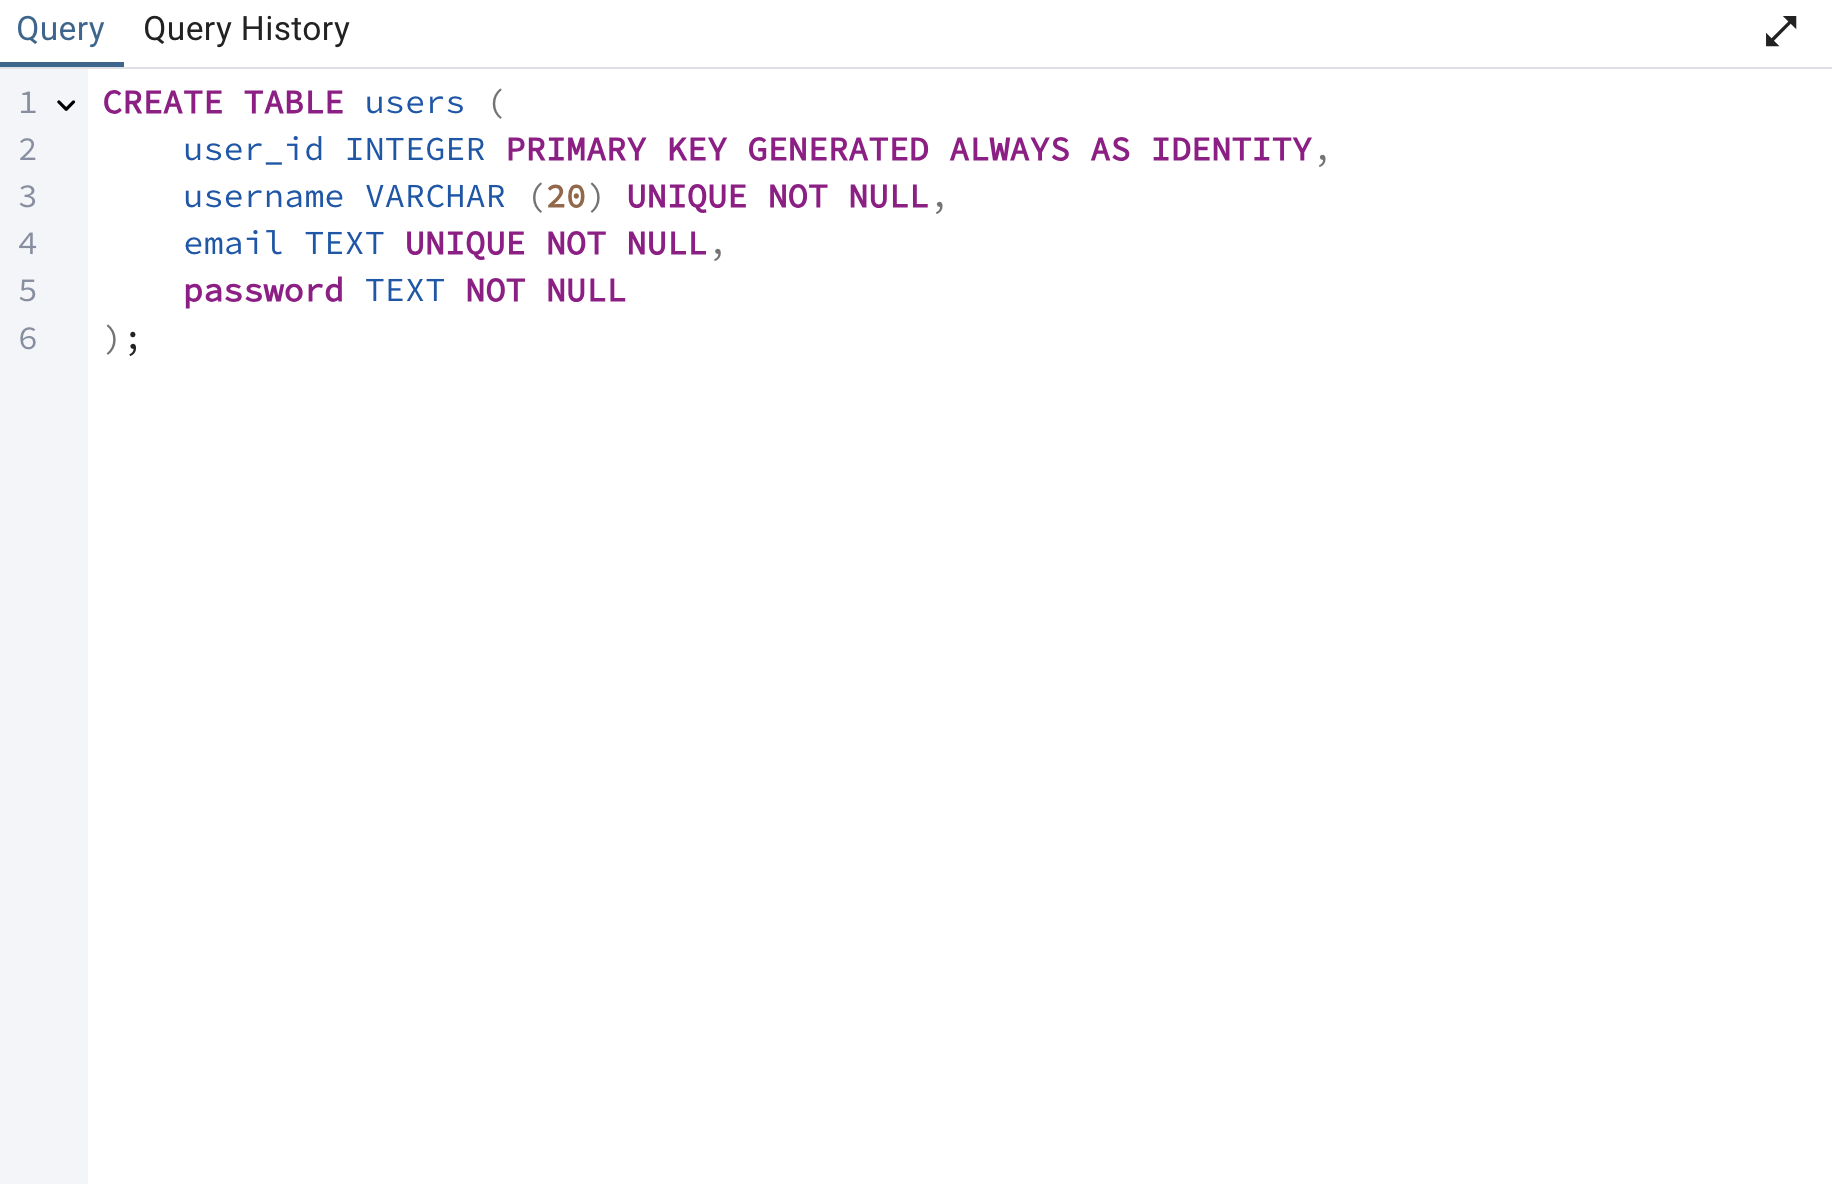 Query Query History
1 CREATE TABLE users (
2 user_id INTEGER PRIMARY KEY GENERATED ALWAYS AS IDENTITY,
3 username VARCHAR (20) UNIQUE NOT NULL,
4 email TEXT UNIQUE NOT NULL,
5 password TEXT NOT NULL
6 );